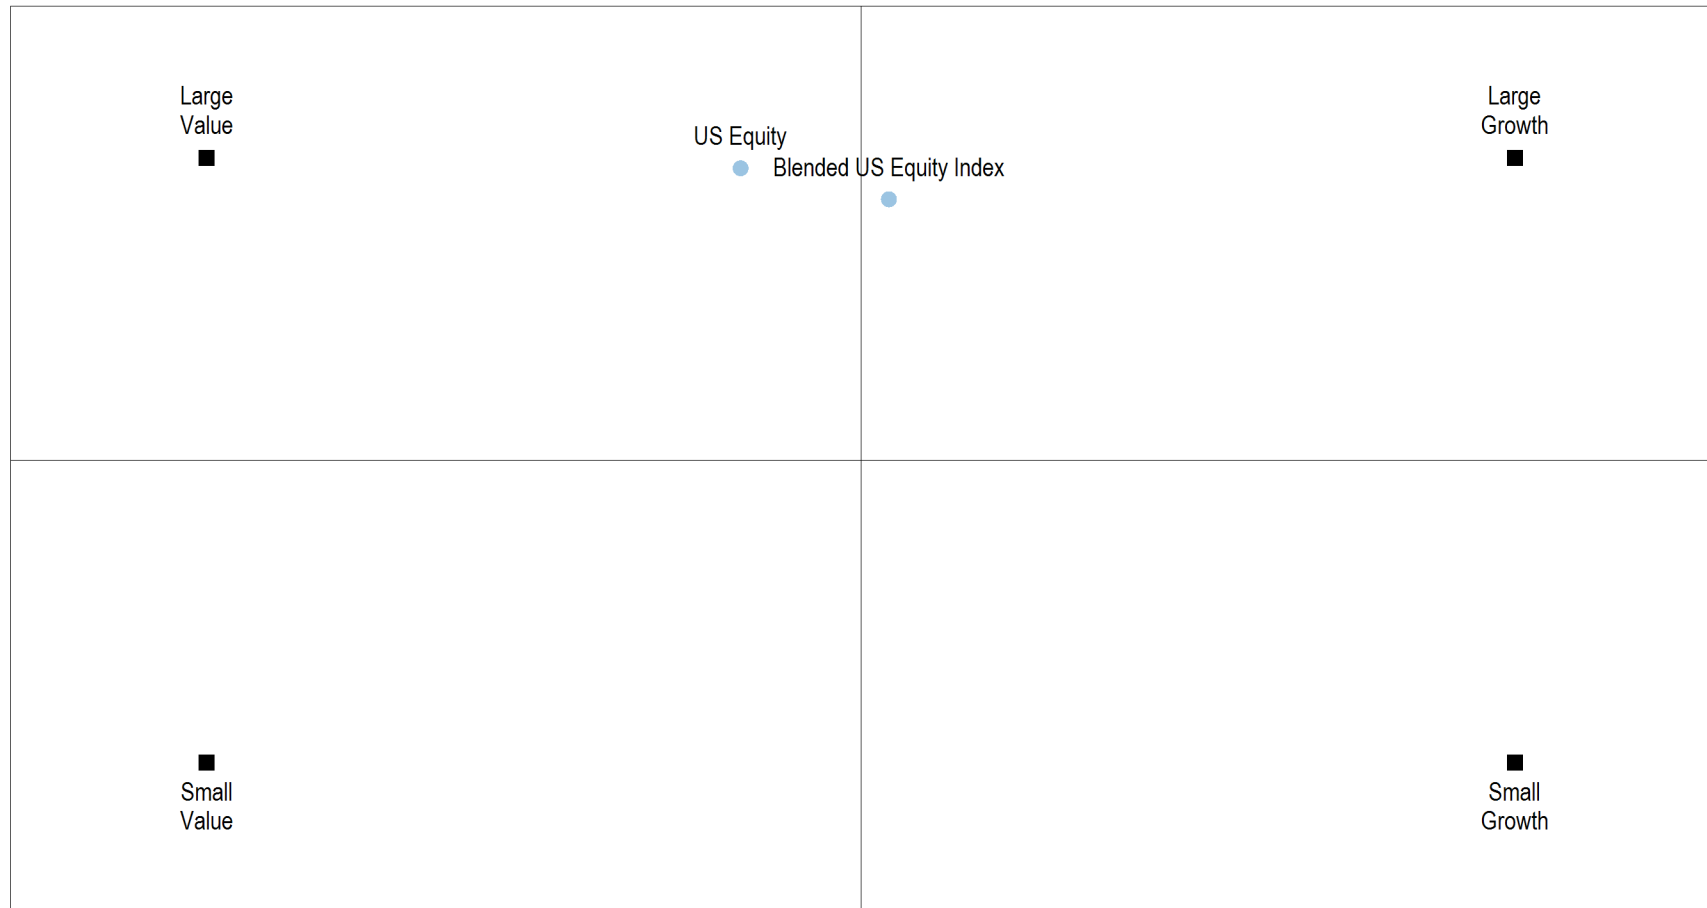 Large
Value
Large
Growth
US Equity
Blended US Equity Index
Small
Value
Small
Growth